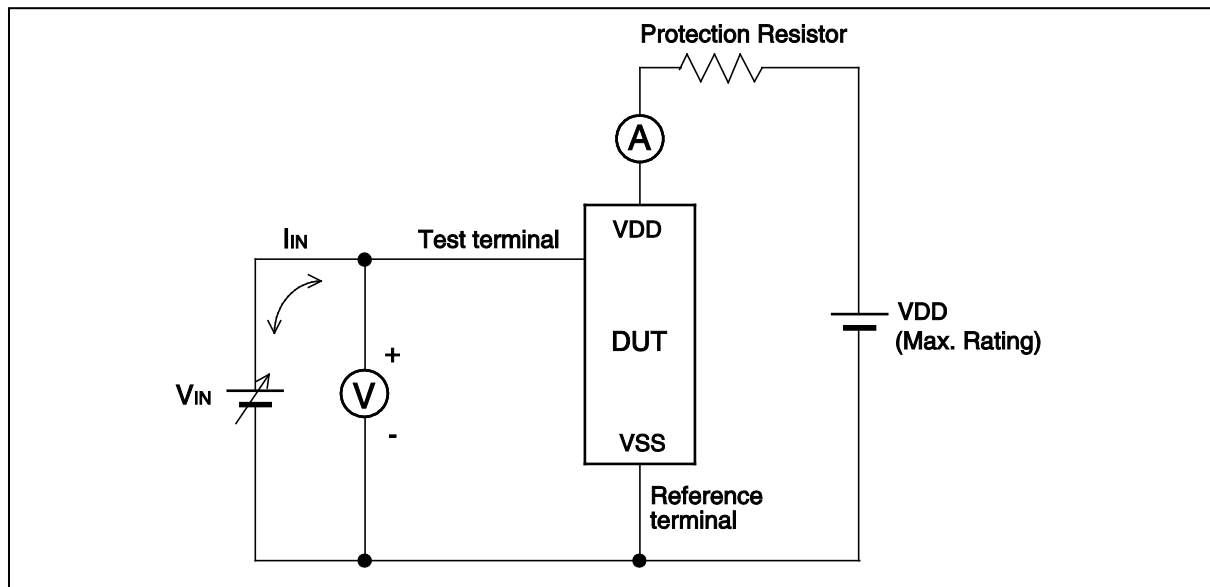 Protection Resistor
A
VDD
IIN
Test terminal
VDD
(Max. Rating)
DUT
+
VIN
V
-
VSS
Reference
terminal